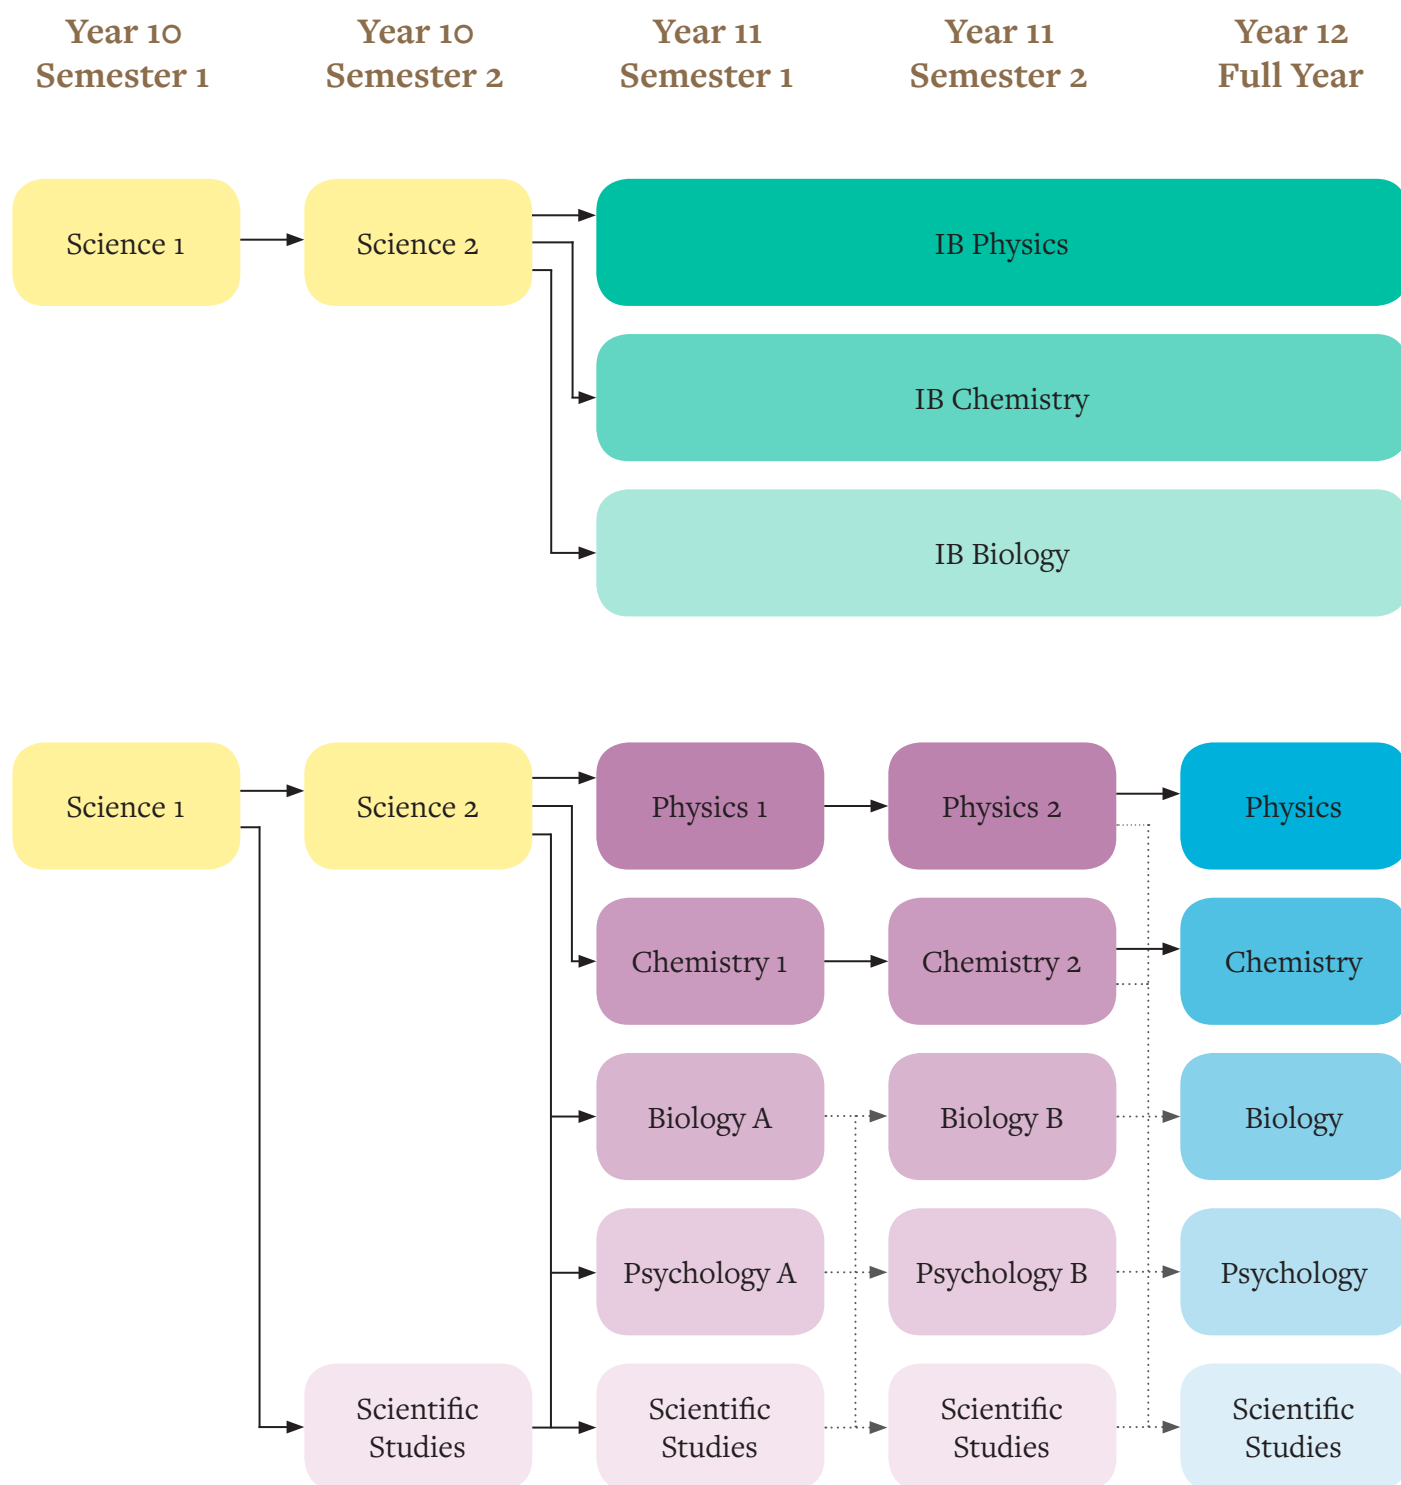 Year 10
Semester 1
Year 10
Semester 2
Year 11
Semester 1
Year 11
Semester 2
Year 12
Full Year
Science 1
Science 2
IB Physics
IB Chemistry
IB Biology
Science 1
Science 2
Physics 1
Physics 2
Physics
Chemistry 1
Chemistry 2
Chemistry
Biology A
Biology B
Biology
Psychology A
Psychology B
Psychology
Scientific
Studies
Scientific
Studies
Scientific
Studies
Scientific
Studies